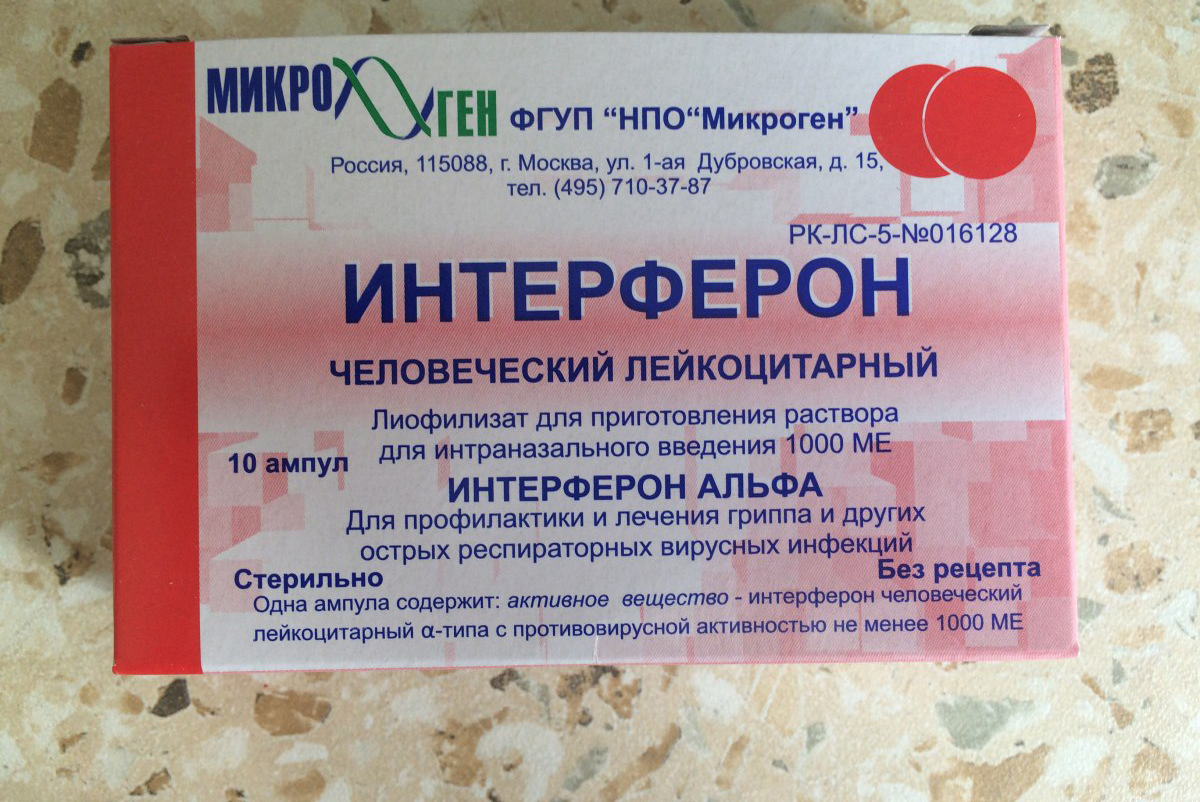 МИКРОГЕН ФГУП “НПО“Микроген”
Россия, 115088, г. Москва, ул. 1-ая Дубровская, д. 15,
тел. (495) 710-37-87
РК-ЛС-5-№016128
ИНТЕРФЕРОН
ЧЕЛОВЕЧЕСКИЙ ЛЕЙКОЦИТАРНЫЙ
Лиофилизат для приготовления раствора
для интраназального введения 1000 МЕ
10 ампул
ИНТЕРФЕРОН АЛЬФА
Для профилактики и лечения гриппа и других
острых респираторных вирусных инфекций
Стерильно
Без рецепта
Одна ампула содержит: активное вещество - интерферон человеческий
лейкоцитарный α-типа с противовирусной активностью не менее 1000 МЕ